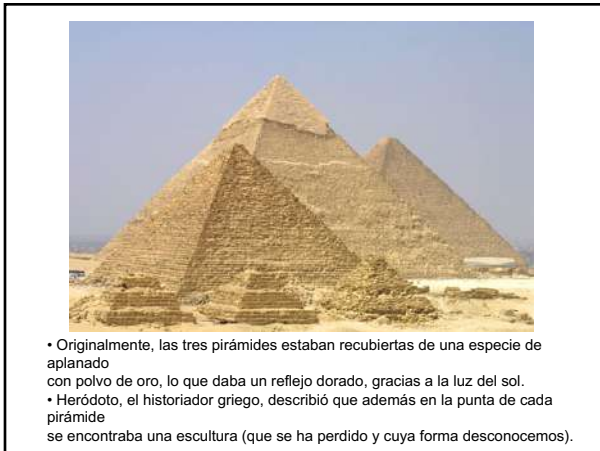 • Originalmente, las tres pirámides estaban recubiertas de una especie de
aplanado
con polvo de oro, lo que daba un reflejo dorado, gracias a la luz del sol.
• Heródoto, el historiador griego, describió que además en la punta de cada
pirámide
se encontraba una escultura (que se ha perdido y cuya forma desconocemos).